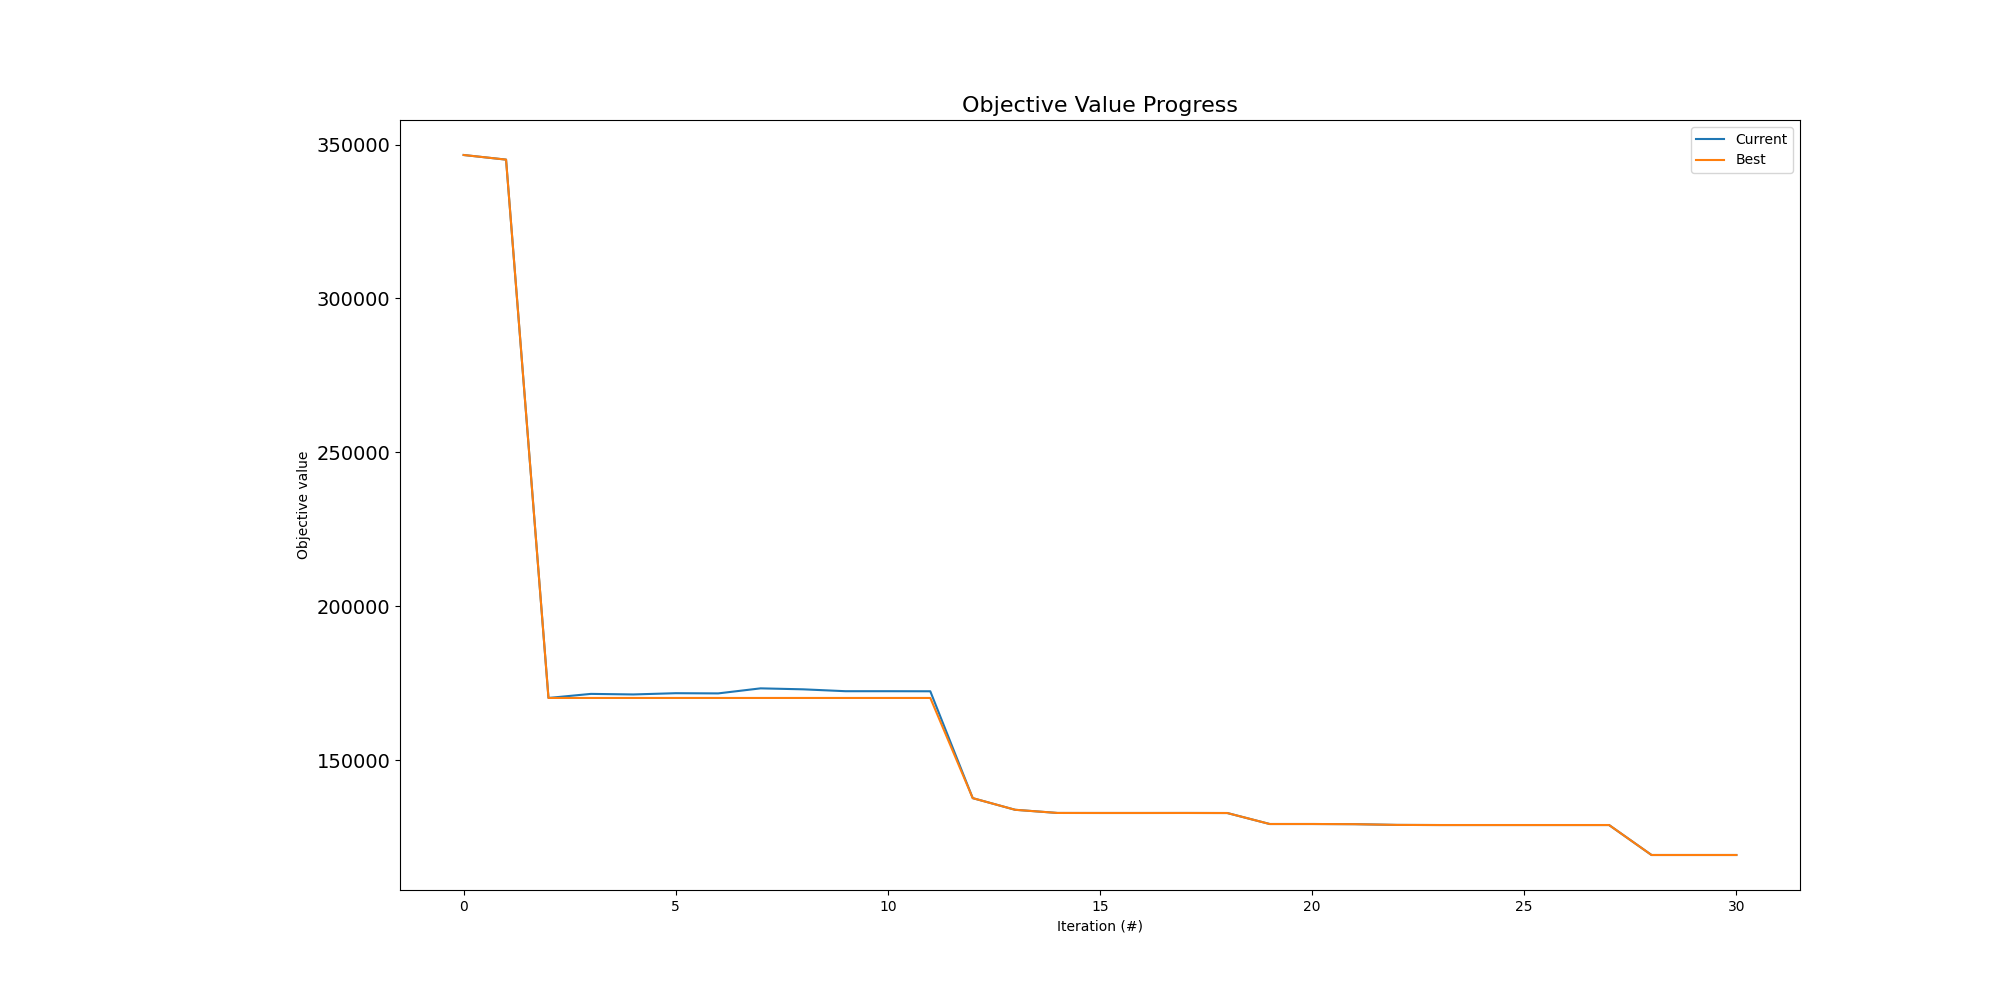 Objective Value Progress
Current
Best
350000
300000
250000
200000
150000
Objective value
0 5 10 15 20 25 30
Iteration (#)